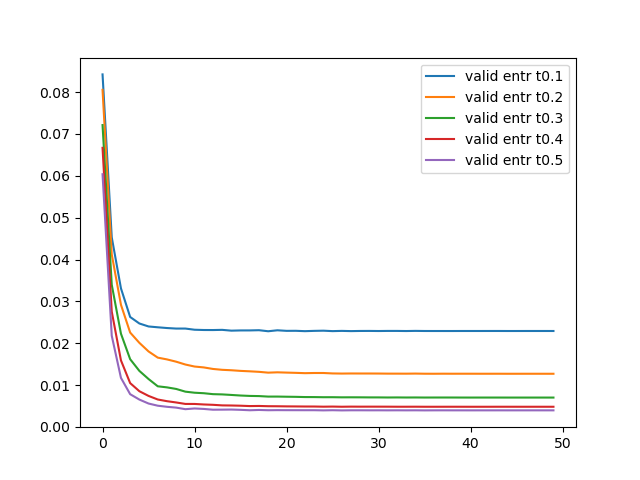 valid entr t0.1
valid entr t0.2
valid entr t0.3
valid entr t0.4
valid entr t0.5
0.08
0.07
0.06
0.05
0.04
0.03
0.02
0.01
0.00
0 10 20 30 40 50